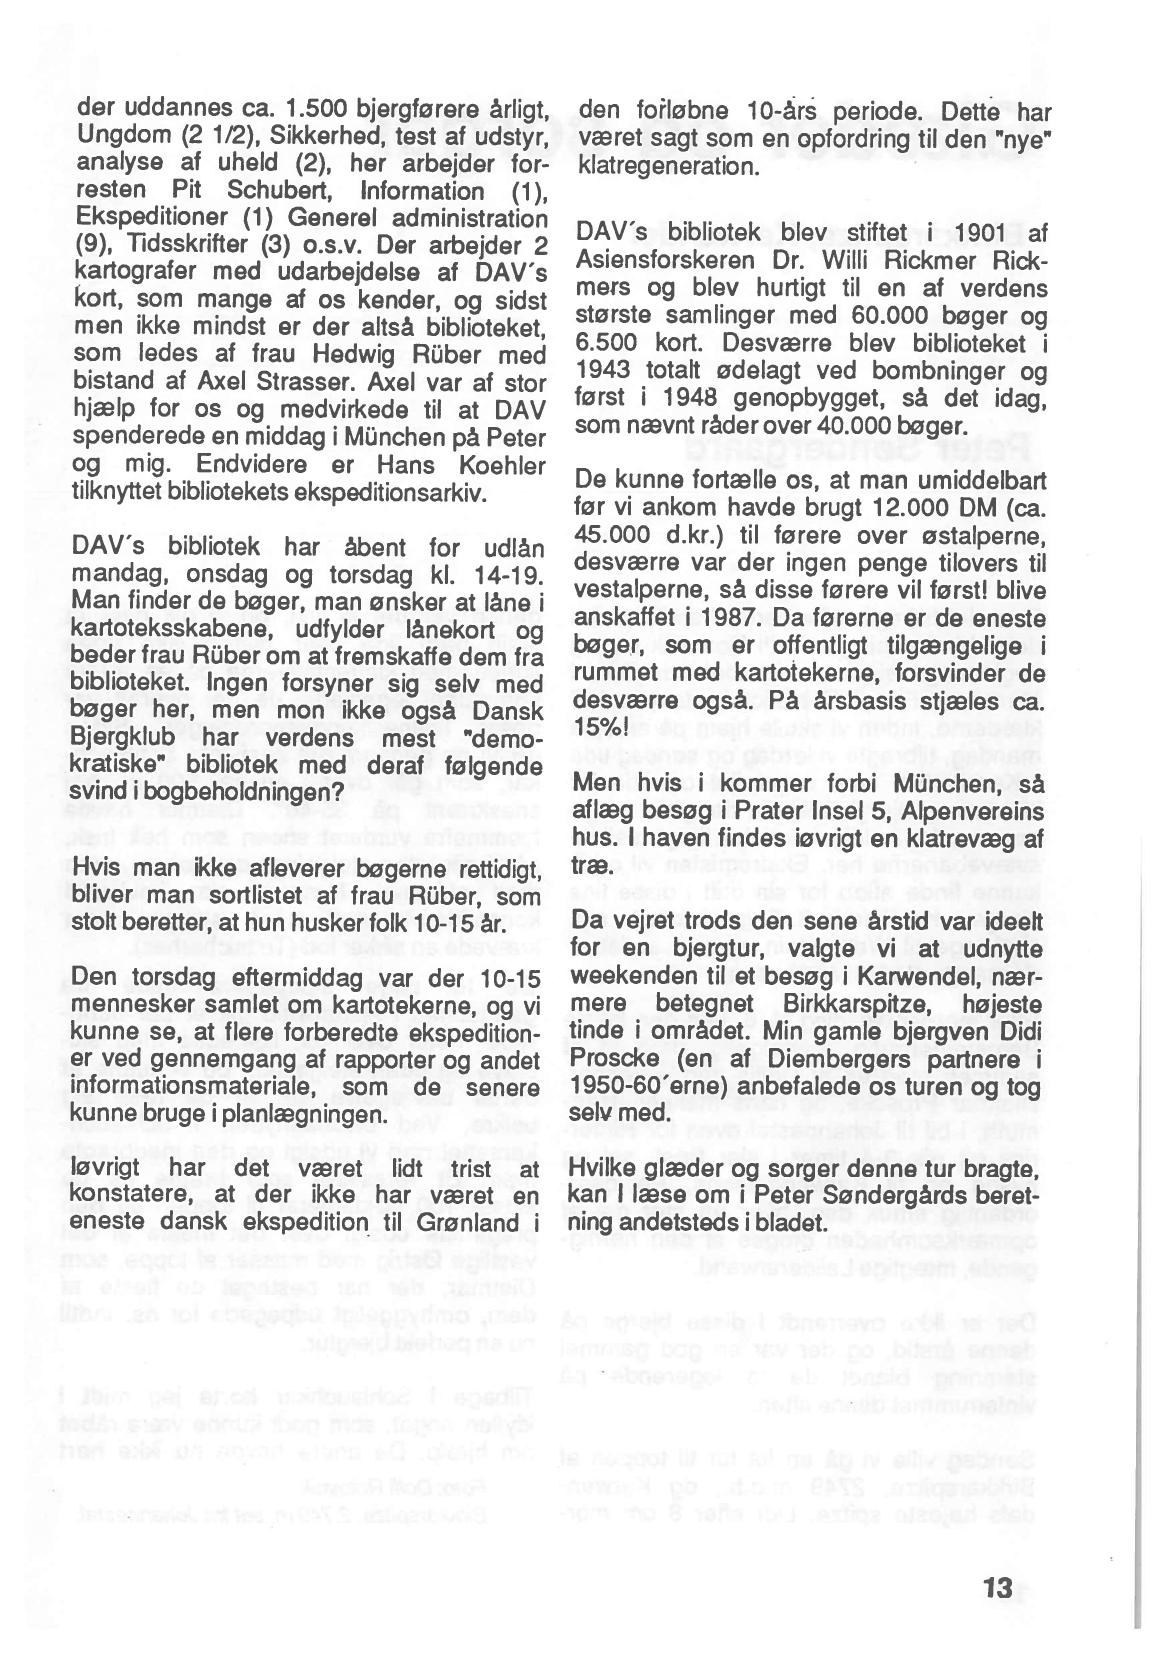 der uddannes ca. 1.500 bjergførere årligt,
Ungdom (2 1/2), Sikkerhed, test af udstyr,
analyse af uheld (2), her arbejder for-
resten Pit Schubert, Information (1),
Ekspeditioner (1) Generel administration
(9), Tidsskrifter (3) o.s.v. Der arbejder 2
kartografer med udarbejdelse af DAV´s
kort, som mange af os kender, og sidst
men ikke mindst er der altså biblioteket,
som ledes af frau Hedwig Rüber med
bistand af Axel Strasser. Axel var af stor
hjælp for os og medvirkede til at DAV
spenderede en middag i München på Peter
og mig. Endvidere er Hans Koehler
tilknyttet bibliotekets ekspeditionsarkiv.

DAV´s bibliotek har åbent for udlån
mandag, onsdag og torsdag kl. 14-19.
Man finder de bøger, man ønsker at låne i
kartoteksskabene, udfylder lånekort og
beder frau Rüber om at fremskaffe dem fra
biblioteket. Ingen forsyner sig selv med
bøger her, men mon ikke også Dansk
Bjergklub har verdens mest "demo-
kratiske" bibliotek med deraf følgende
svind i bogbeholdningen?

Hvis man ikke afleverer bøgerne rettidigt,
bliver man sortlistet af frau Rüber, som
stolt beretter, at hun husker folk 10-15 år.

Den torsdag eftermiddag var der 10-15
mennesker samlet om kartotekerne, og vi
kunne se, at flere forberedte ekspedition-
er ved gennemgang af rapporter og andet
informationsmateriale, som de senere
kunne bruge i planlægningen.

Iøvrigt har det været lidt trist at
konstatere, at der ikke har været en
eneste dansk ekspedition til Grønland i
den forløbne 10-års periode. Dette har
været sagt som en opfordring til den "nye"
klatregeneration.

DAV´s bibliotek blev stiftet i 1901 af
Asiensforskeren Dr. Willi Rickmer Rick-
mers og blev hurtigt til en af verdens
største samlinger med 60.000 bøger og
6.500 kort. Desværre blev biblioteket i
1943 totalt ødelagt ved bombninger og
først i 1948 genopbygget, så det idag,
som nævnt råder over 40.000 bøger.

De kunne fortælle os, at man umiddelbart
før vi ankom havde brugt 12.000 DM (ca.
45.000 d.kr.) til førere over østalperne,
desværre var der ingen penge tilovers til
vestalperne, så disse førere vil først! blive
anskaffet i 1987. Da førerne er de eneste
bøger, som er offentligt tilgængelige i
rummet med kartotekerne, forsvinder de
desværre også. På årsbasis stjæles ca.
15%!

Men hvis i kommer forbi München, så
aflæg besøg i Prater Insel 5, Alpenvereins
hus. I haven findes iøvrigt en klatrevæg af
træ.

Da vejret trods den sene årstid var ideelt
for en bjergtur, valgte vi at udnytte
weekenden til et besøg i Karwendel, nær-
mere betegnet Birkkarspitze, højeste
tinde i området. Min gamle bjergven Didi
Proscke (en af Diembergers partnere i
1950-60´erne) anbefalede os turen og tog
selv med.

Hvilke glæder og sorger denne tur bragte,
kan I læse om i Peter Søndergårds beret-
ning andetsteds i bladet.

13